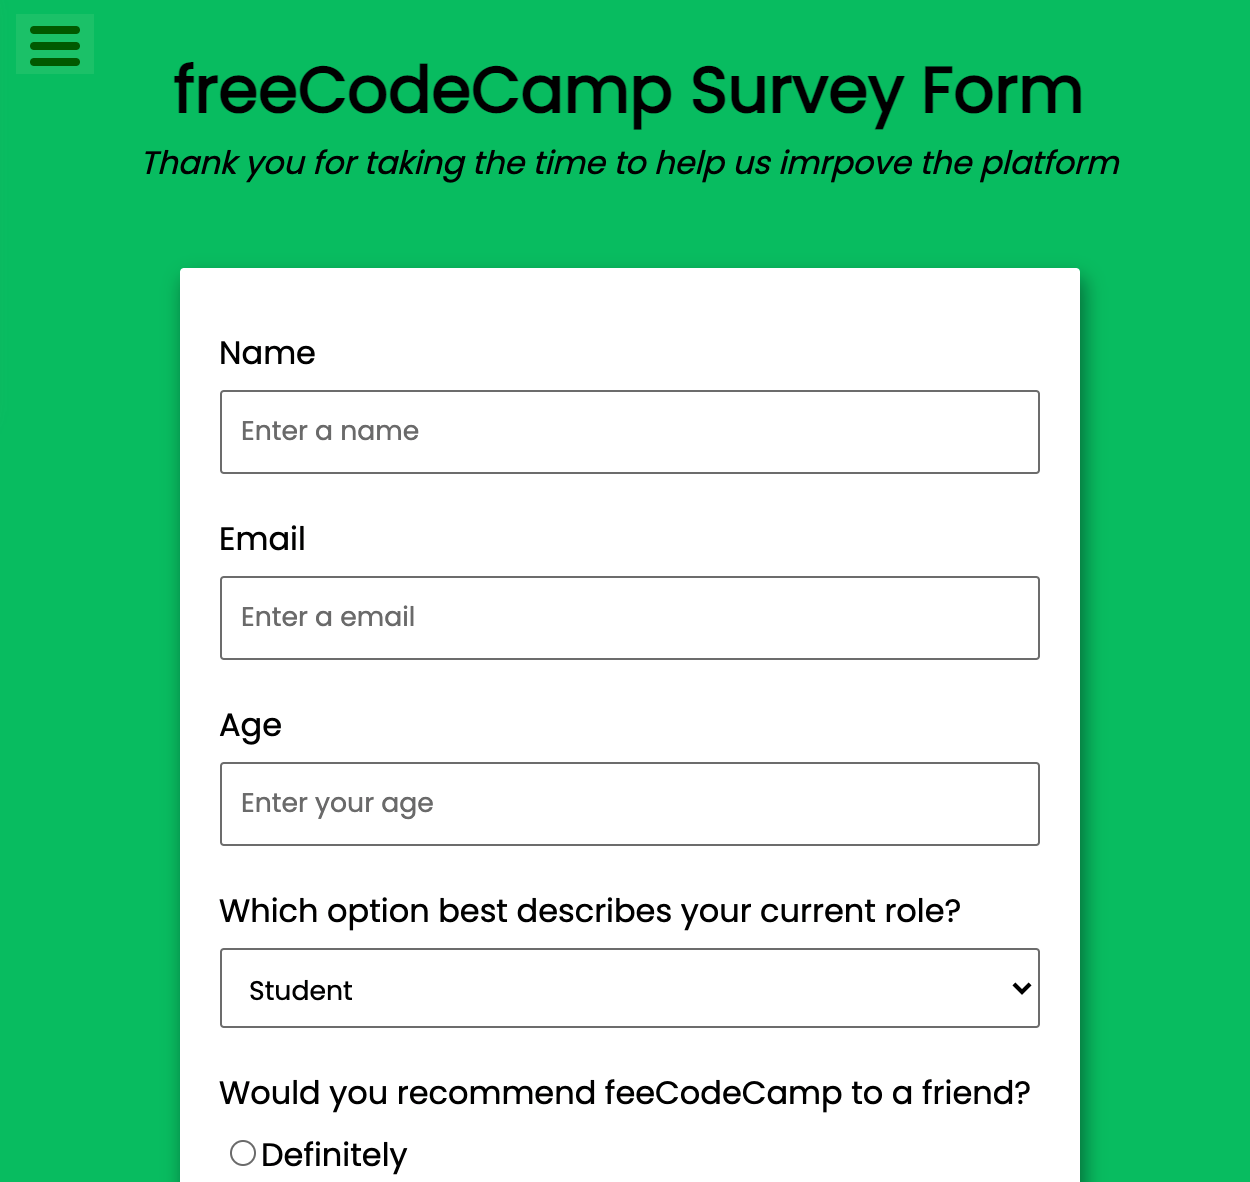 freeCodeCamp Survey Form
Thank you for taking the time to help us imrpove the platform
Name
Enter a name
Email
Enter a email
Age
Enter your age
Which option best describes your current role?
Student
Would you recommend feeCodeCamp to a friend?
Definitely